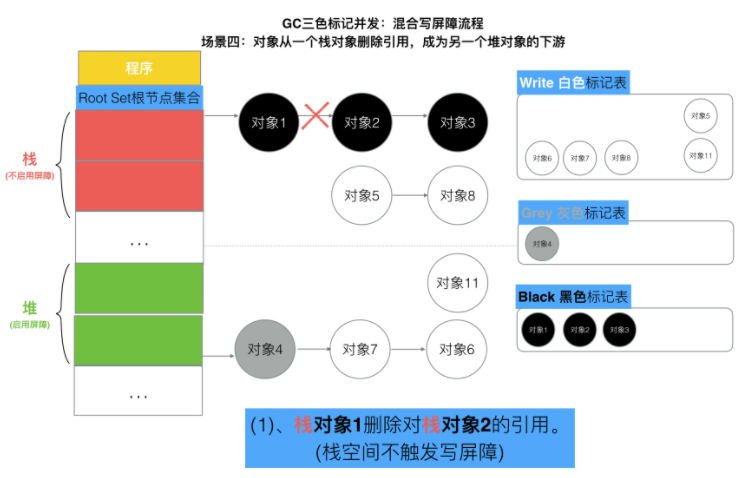 GC三色标记并发：混合写屏障流程
场景四：对象从一个栈对象删除引用，成为另一个堆对象的下游
程序
Root Set根节点集合
栈
(不启用屏障)
...
堆
(启用屏障)
...
对象1
对象2
对象3
对象5
对象8
对象11
对象4
对象7
对象6
Write 白色标记表
对象5
对象6
对象7
对象8
对象11
Grey 灰色标记表
对象4
Black 黑色标记表
对象1
对象2
对象3
(1)、栈对象1删除对栈对象2的引用。
(栈空间不触发写屏障)